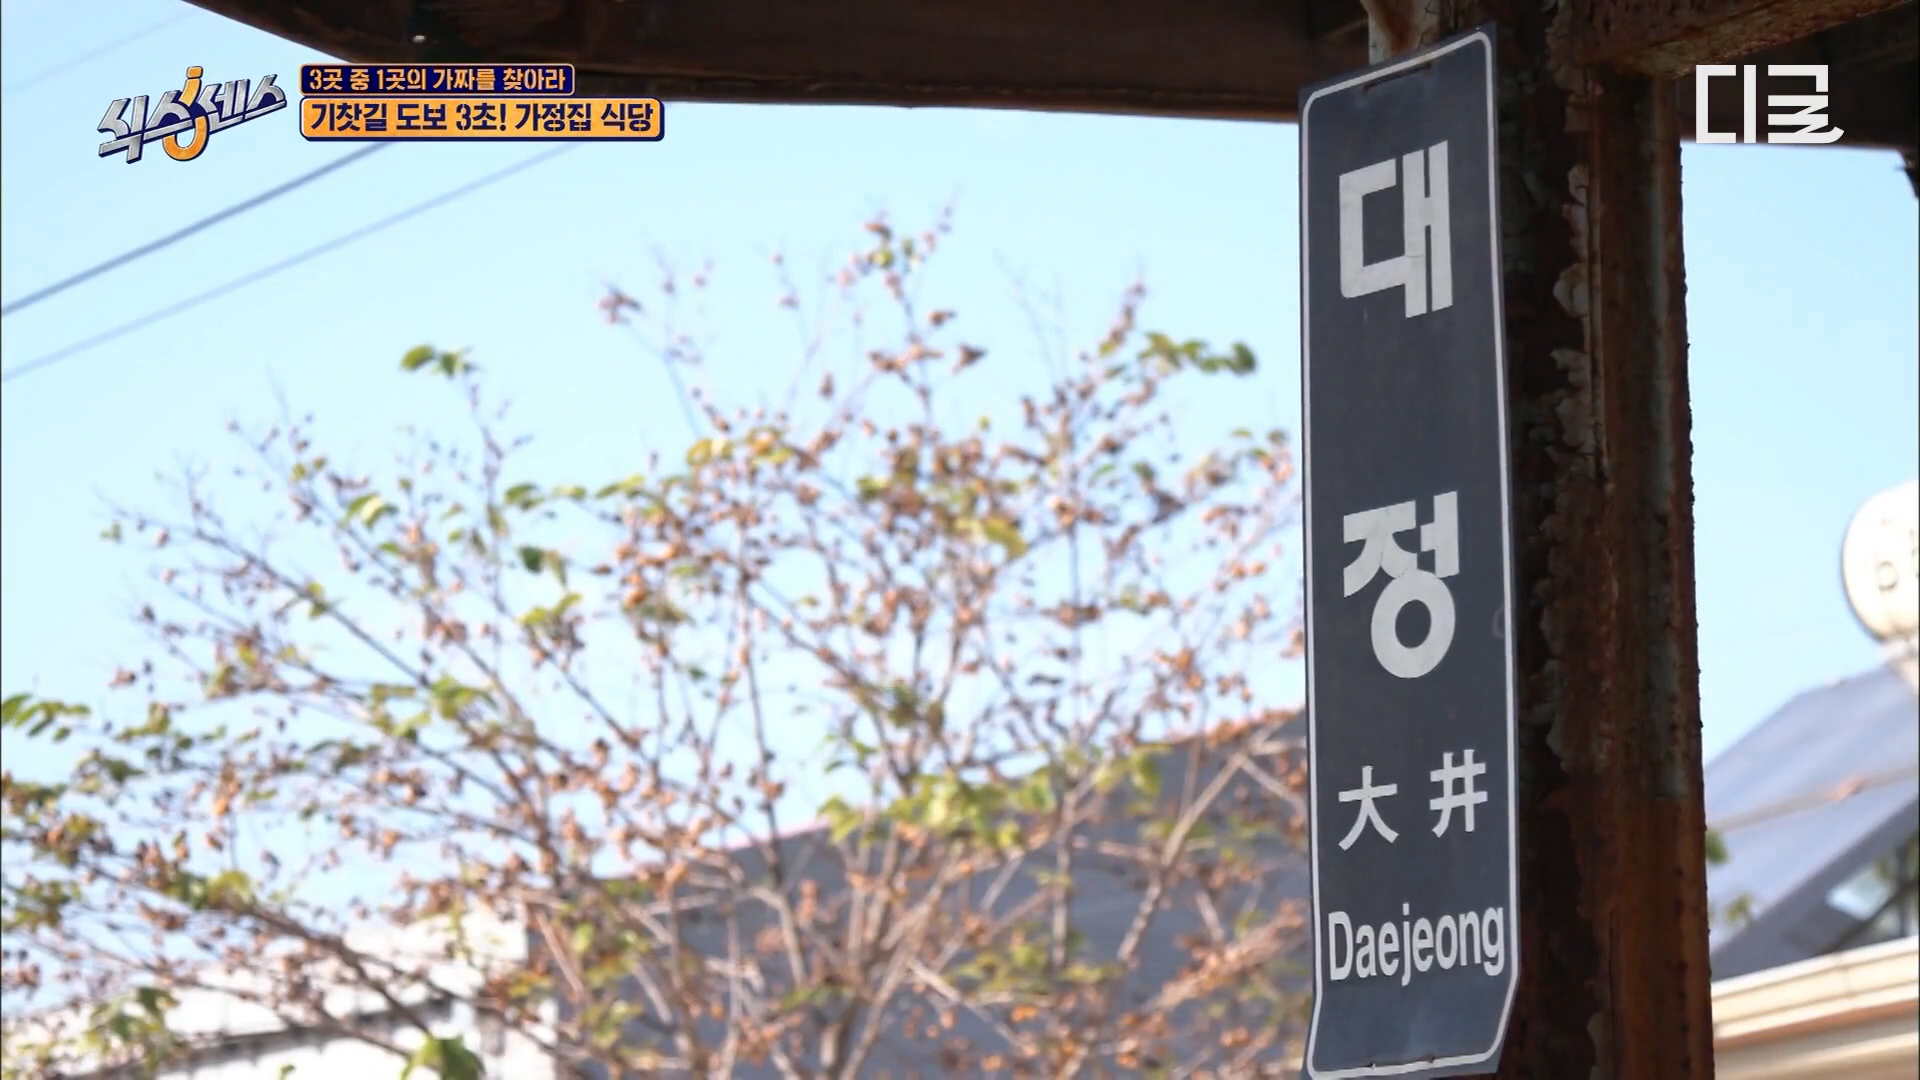 식스센스
3곳 중 1곳의 가짜를 찾아라
기찻길 도보 3초! 가정집 식당
디글
대
정
大井
Daejeong